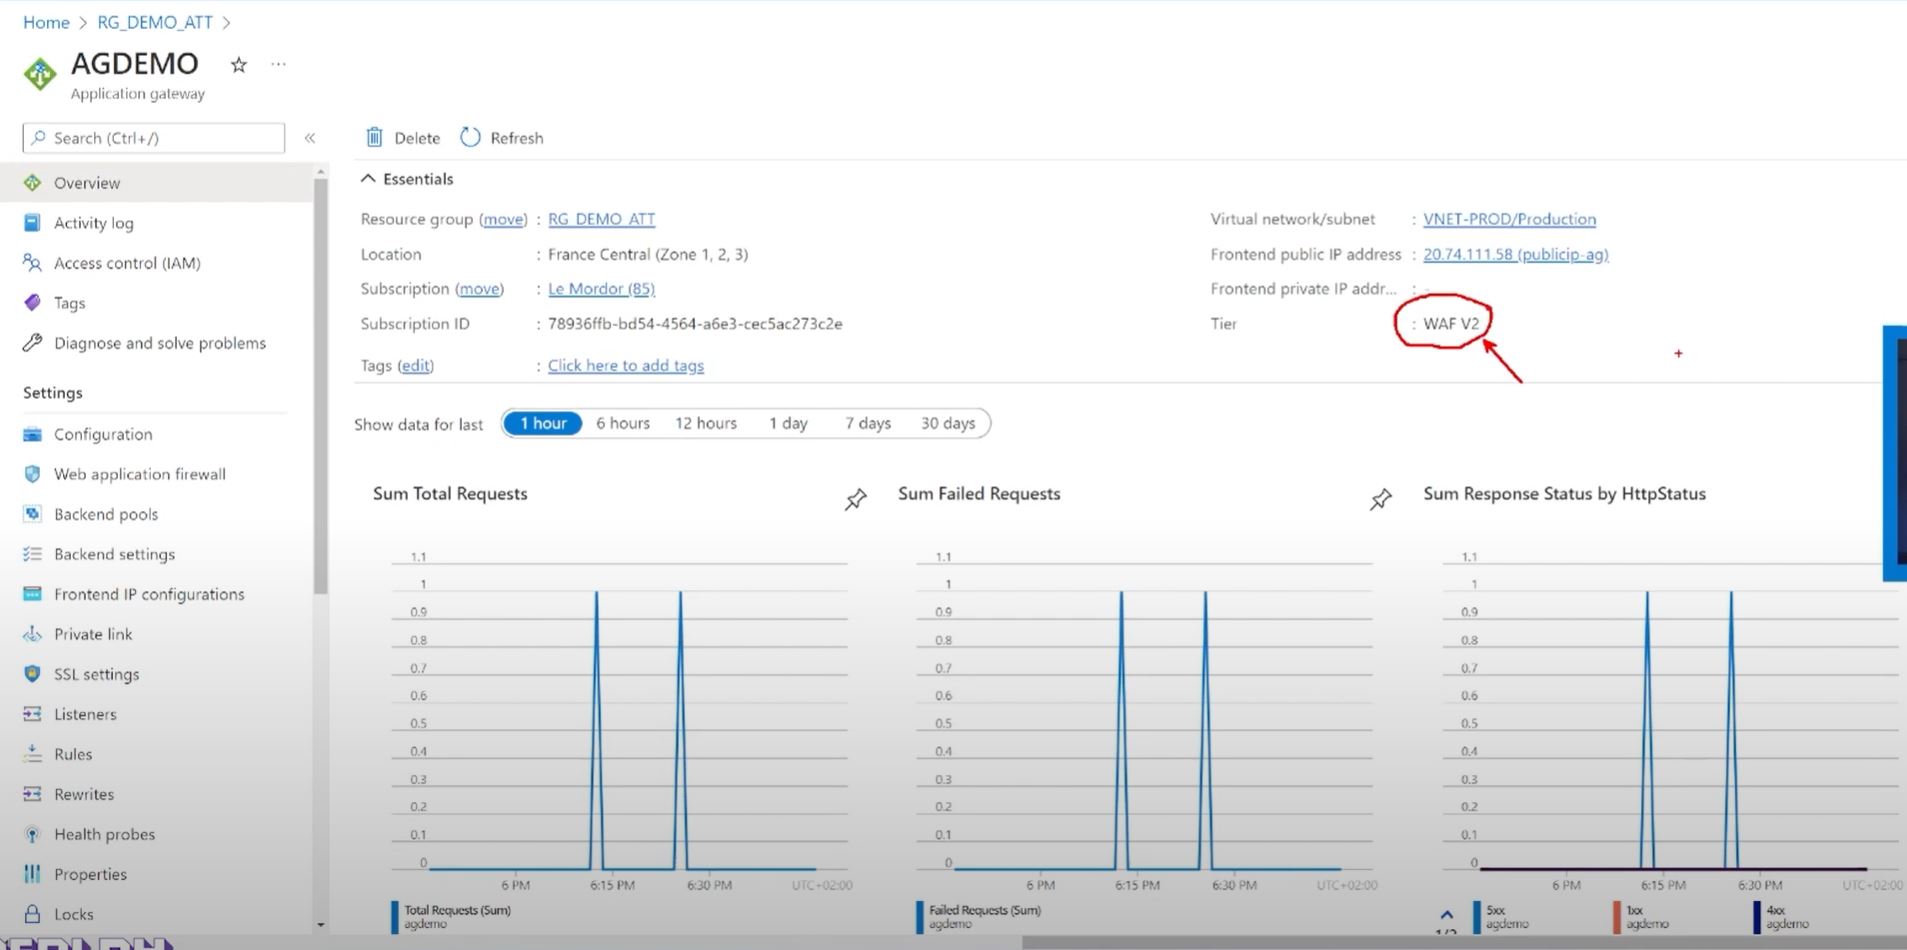 Home > RG_DEMO_ATT >
AGDEMO
Application gateway
Search (Ctrl+/)
«
Overview
Activity log
Access control (IAM)
Tags
Diagnose and solve problems
Settings
Configuration
Web application firewall
Backend pools
Backend settings
Frontend IP configurations
Private link
SSL settings
Listeners
Rules
Rewrites
Health probes
Properties
Locks
Delete Refresh
Essentials
Resource group (move) : RG_DEMO_ATT
Location : France Central (Zone 1, 2, 3)
Subscription (move) : Le Mordor (85)
Subscription ID : 78936ffb-bd54-4564-a6e3-cec5ac273c2e
Tags (edit) : Click here to add tags
Virtual network/subnet : VNET-PROD/Production
Frontend public IP address : 20.74.111.58 (publicip-ag)
Frontend private IP addr... : -
Tier : WAF V2
Show data for last 1 hour 6 hours 12 hours 1 day 7 days 30 days
Sum Total Requests
1.1
1
0.9
0.8
0.7
0.6
0.5
0.4
0.3
0.2
0.1
0
6 PM 6:15 PM 6:30 PM UTC+02:00
Total Requests (Sum)
agdemo
Sum Failed Requests
1.1
1
0.9
0.8
0.7
0.6
0.5
0.4
0.3
0.2
0.1
0
6 PM 6:15 PM 6:30 PM UTC+02:00
Failed Requests (Sum)
agdemo
Sum Response Status by HttpStatus
1.1
1
0.9
0.8
0.7
0.6
0.5
0.4
0.3
0.2
0.1
0
6 PM 6:15 PM 6:30 PM UTC+02:00
5xx
agdemo
1xx
agdemo
4xx
agdemo